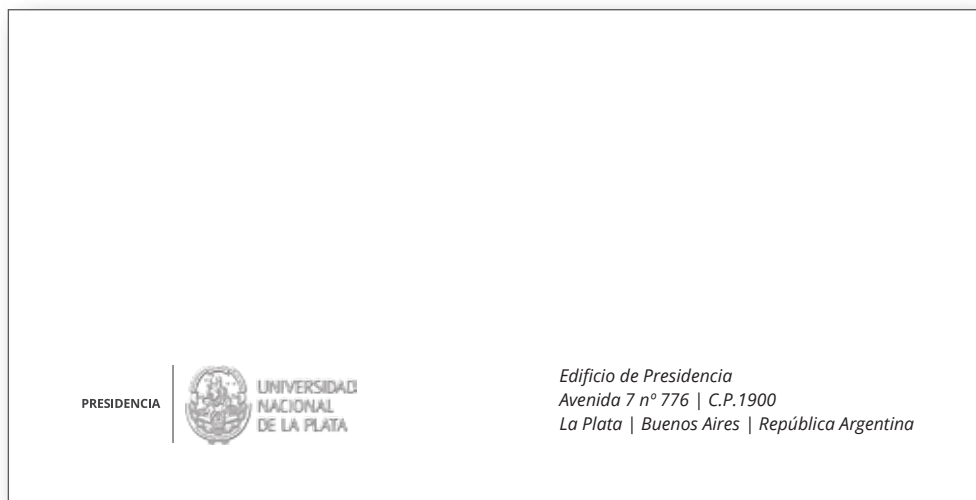 PRESIDENCIA
UNIVERSIDAD
NACIONAL
DE LA PLATA
Edificio de Presidencia
Avenida 7 nº 776 | C.P.1900
La Plata | Buenos Aires | República Argentina